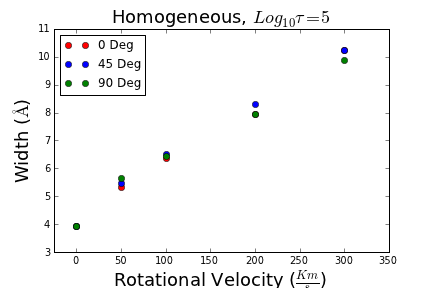 Homogeneous, Log₁₀τ=5
11
10
9
8
7
6
5
4
3
Width (Å)
0 Deg
45 Deg
90 Deg
0 50 100 150 200 250 300 350
Rotational Velocity (Km/s)